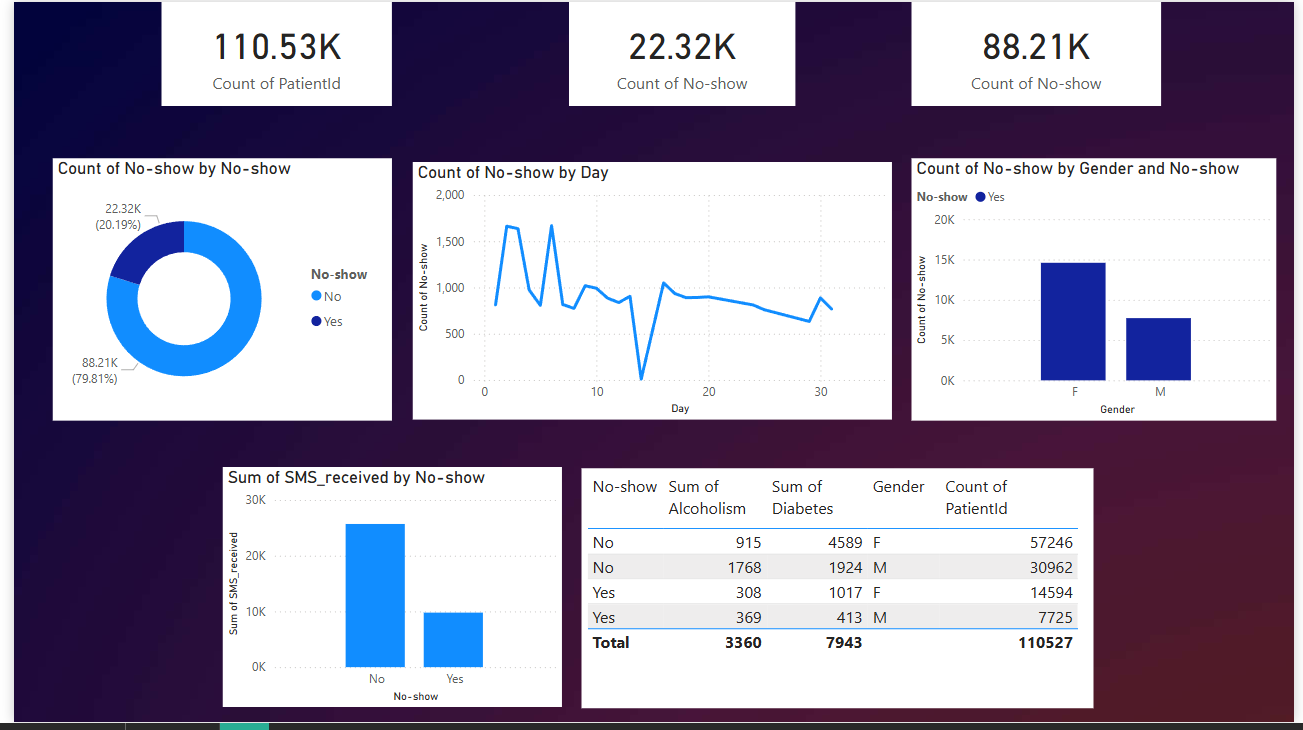 110.53K
Count of PatientId
22.32K
Count of No-show
88.21K
Count of No-show
Count of No-show by No-show
22.32K
(20.19%)
88.21K
(79.81%)
No-show
No
Yes
Count of No-show by Day
2,000
1,500
1,000
500
0
Count of No-show
0 10 20 30
Day
Count of No-show by Gender and No-show
No-show Yes
20K
15K
10K
5K
0K
Count of No-show
F M
Gender
Sum of SMS_received by No-show
30K
20K
10K
0K
Sum of SMS_received
No Yes
No-show
No-show Sum of Sum of Gender Count of
Alcoholism Diabetes PatientId
No 915 4589 F 57246
No 1768 1924 M 30962
Yes 308 1017 F 14594
Yes 369 413 M 7725
Total 3360 7943 110527